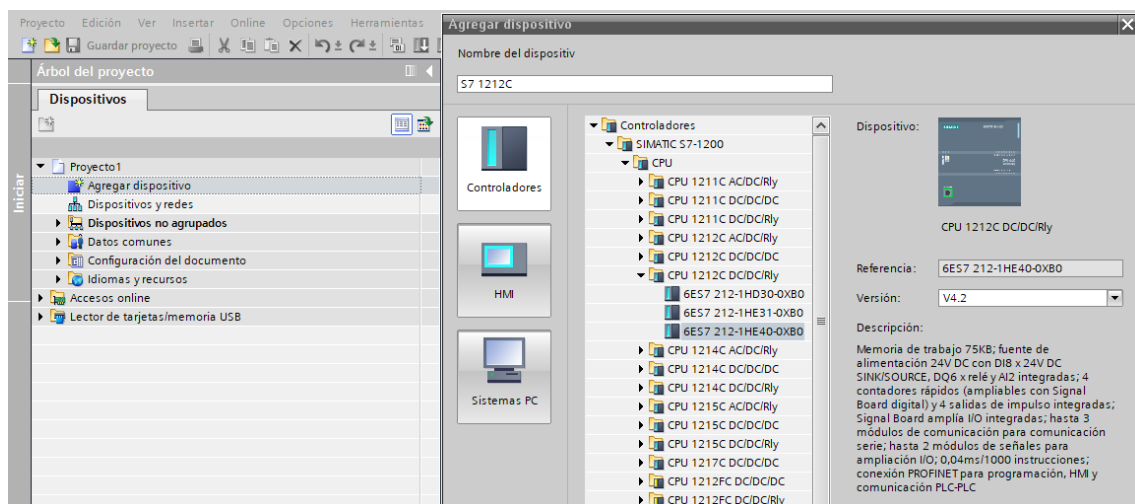 Proyecto Edición Ver Insertar Online Opciones Herramientas
Guardar proyecto
Árbol del proyecto
Dispositivos
Iniciar
Proyecto1
Agregar dispositivo
Dispositivos y redes
Dispositivos no agrupados
Datos comunes
Configuración del documento
Idiomas y recursos
Accesos online
Lector de tarjetas/memoria USB
Agregar dispositivo
Nombre del dispositiv
S7 1212C
Controladores
HMI
Sistemas PC
Controladores
SIMATIC S7-1200
CPU
CPU 1211C AC/DC/Rly
CPU 1211C DC/DC/DC
CPU 1211C DC/DC/Rly
CPU 1212C AC/DC/Rly
CPU 1212C DC/DC/DC
CPU 1212C DC/DC/Rly
6ES7 212-1HD30-0XB0
6ES7 212-1HE31-0XB0
6ES7 212-1HE40-0XB0
CPU 1214C AC/DC/Rly
CPU 1214C DC/DC/DC
CPU 1214C DC/DC/Rly
CPU 1215C AC/DC/Rly
CPU 1215C DC/DC/DC
CPU 1215C DC/DC/Rly
CPU 1217C DC/DC/DC
CPU 1212FC DC/DC/DC
CPU 1212FC DC/DC/Rly
Dispositivo:
CPU 1212C DC/DC/Rly
Referencia: 6ES7 212-1HE40-0XB0
Versión: V4.2
Descripción:
Memoria de trabajo 75KB; fuente de
alimentación 24V DC con DI8 x 24V DC
SINK/SOURCE, DQ6 x relé y AI2 integradas; 4
contadores rápidos (ampliables con Signal
Board digital) y 4 salidas de impulso integradas;
Signal Board amplía I/O integradas; hasta 3
módulos de comunicación para comunicación
serie; hasta 2 módulos de señales para
ampliación I/O; 0,04ms/1000 instrucciones;
conexión PROFINET para programación, HMI y
comunicación PLC-PLC